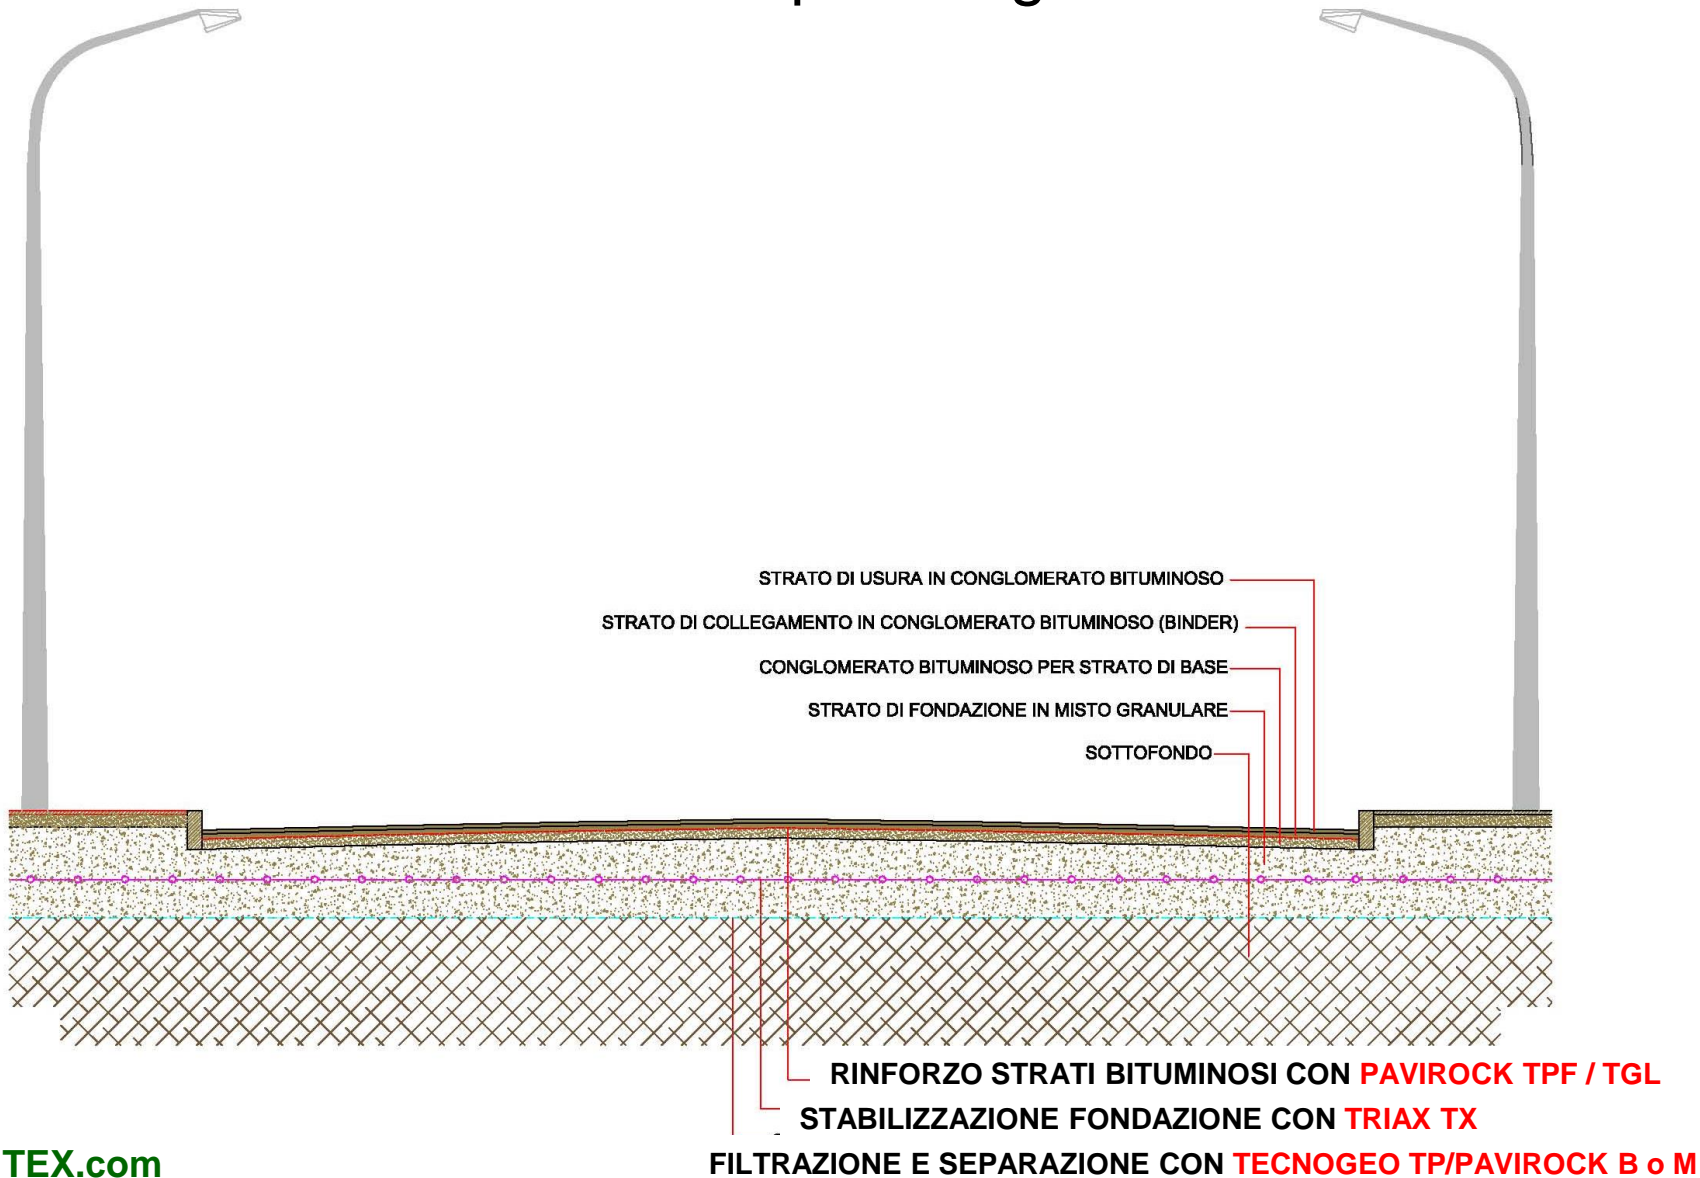 STRATO DI USURA IN CONGLOMERATO BITUMINOSO
STRATO DI COLLEGAMENTO IN CONGLOMERATO BITUMINOSO (BINDER)
CONGLOMERATO BITUMINOSO PER STRATO DI BASE
STRATO DI FONDAZIONE IN MISTO GRANULARE
SOTTOFONDO
RINFORZO STRATI BITUMINOSI CON PAVIROCK TPF / TGL
STABILIZZAZIONE FONDAZIONE CON TRIAX TX
FILTRAZIONE E SEPARAZIONE CON TECNOGEO TP/PAVIROCK B o M
TEX.com